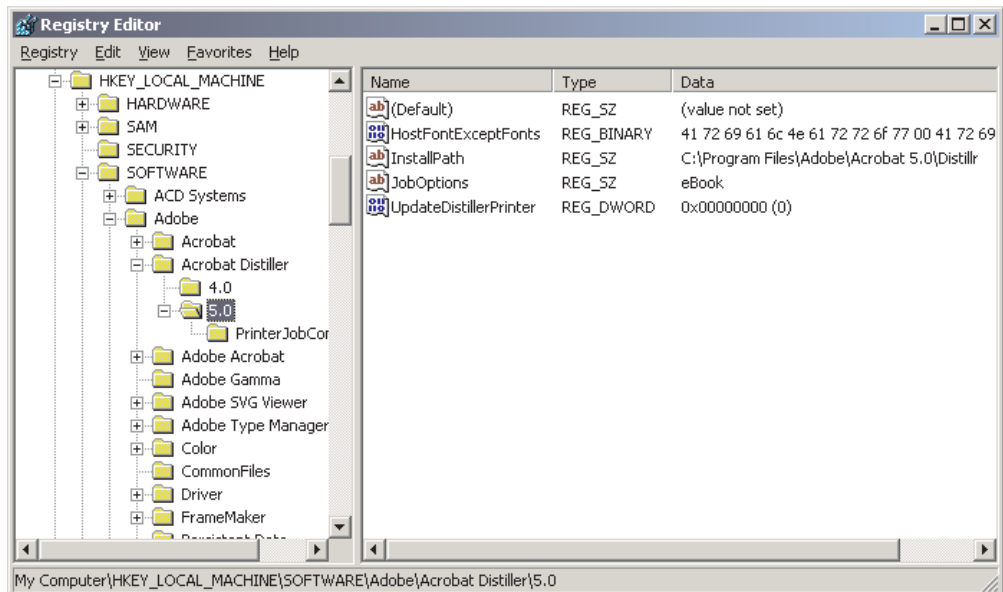 Registry Editor
Registry Edit View Favorites Help
HKEY_LOCAL_MACHINE
HARDWARE
SAM
SECURITY
SOFTWARE
ACD Systems
Adobe
Acrobat
Acrobat Distiller
4.0
5.0
PrinterJobCor
Adobe Acrobat
Adobe Gamma
Adobe SVG Viewer
Adobe Type Manager
Color
CommonFiles
Driver
FrameMaker
Name Type Data
(Default) REG_SZ (value not set)
HostFontExceptFonts REG_BINARY 41 72 69 61 6c 4e 61 72 72 6f 77 00 41 72 69
InstallPath REG_SZ C:\Program Files\Adobe\Acrobat 5.0\Distillr
JobOptions REG_SZ eBook
UpdateDistillerPrinter REG_DWORD 0x00000000 (0)
My Computer\HKEY_LOCAL_MACHINE\SOFTWARE\Adobe\Acrobat Distiller\5.0